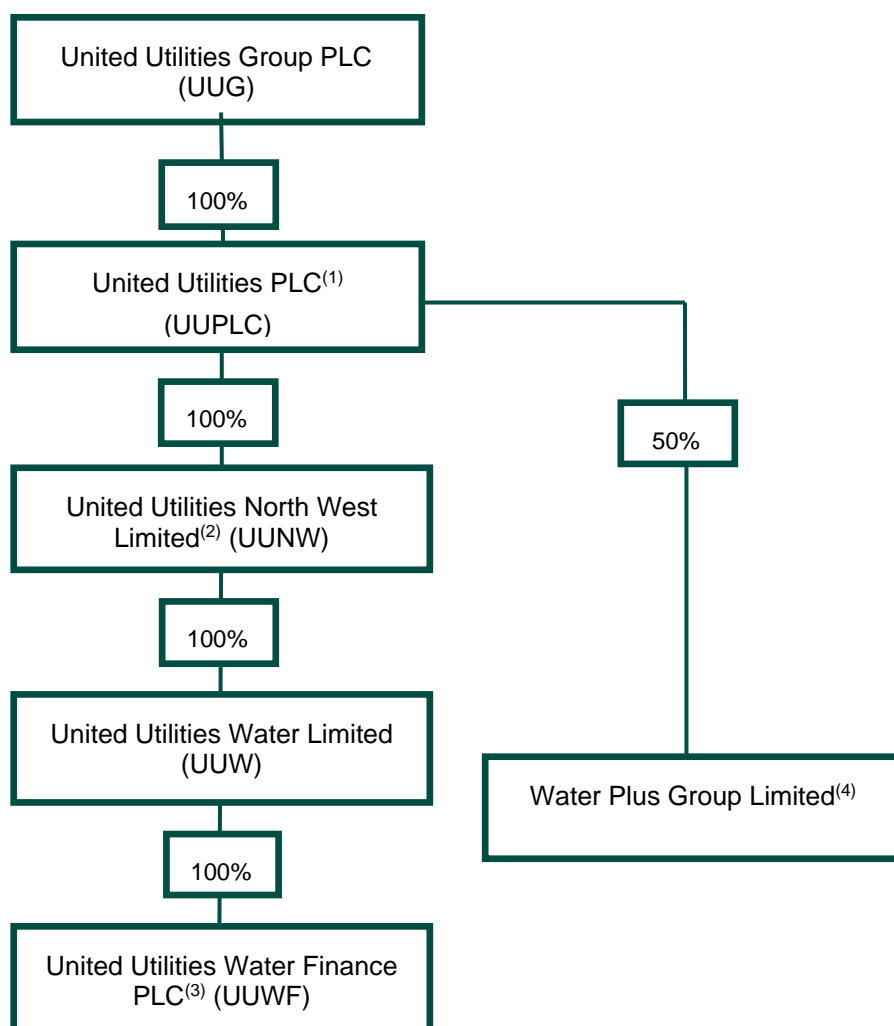 United Utilities Group PLC
(UUG)
100%
United Utilities PLC(1)
(UUPLC)
100%
50%
United Utilities North West
Limited(2) (UUNW)
100%
United Utilities Water Limited
(UUW)
Water Plus Group Limited(4)
100%
United Utilities Water Finance
PLC(3) (UUWF)